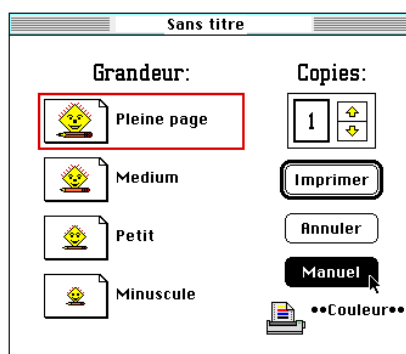 Sans titre
Grandeur:
Pleine page
Medium
Petit
Minuscule
Copies:
1
Imprimer
Annuler
Manuel
••Couleur••